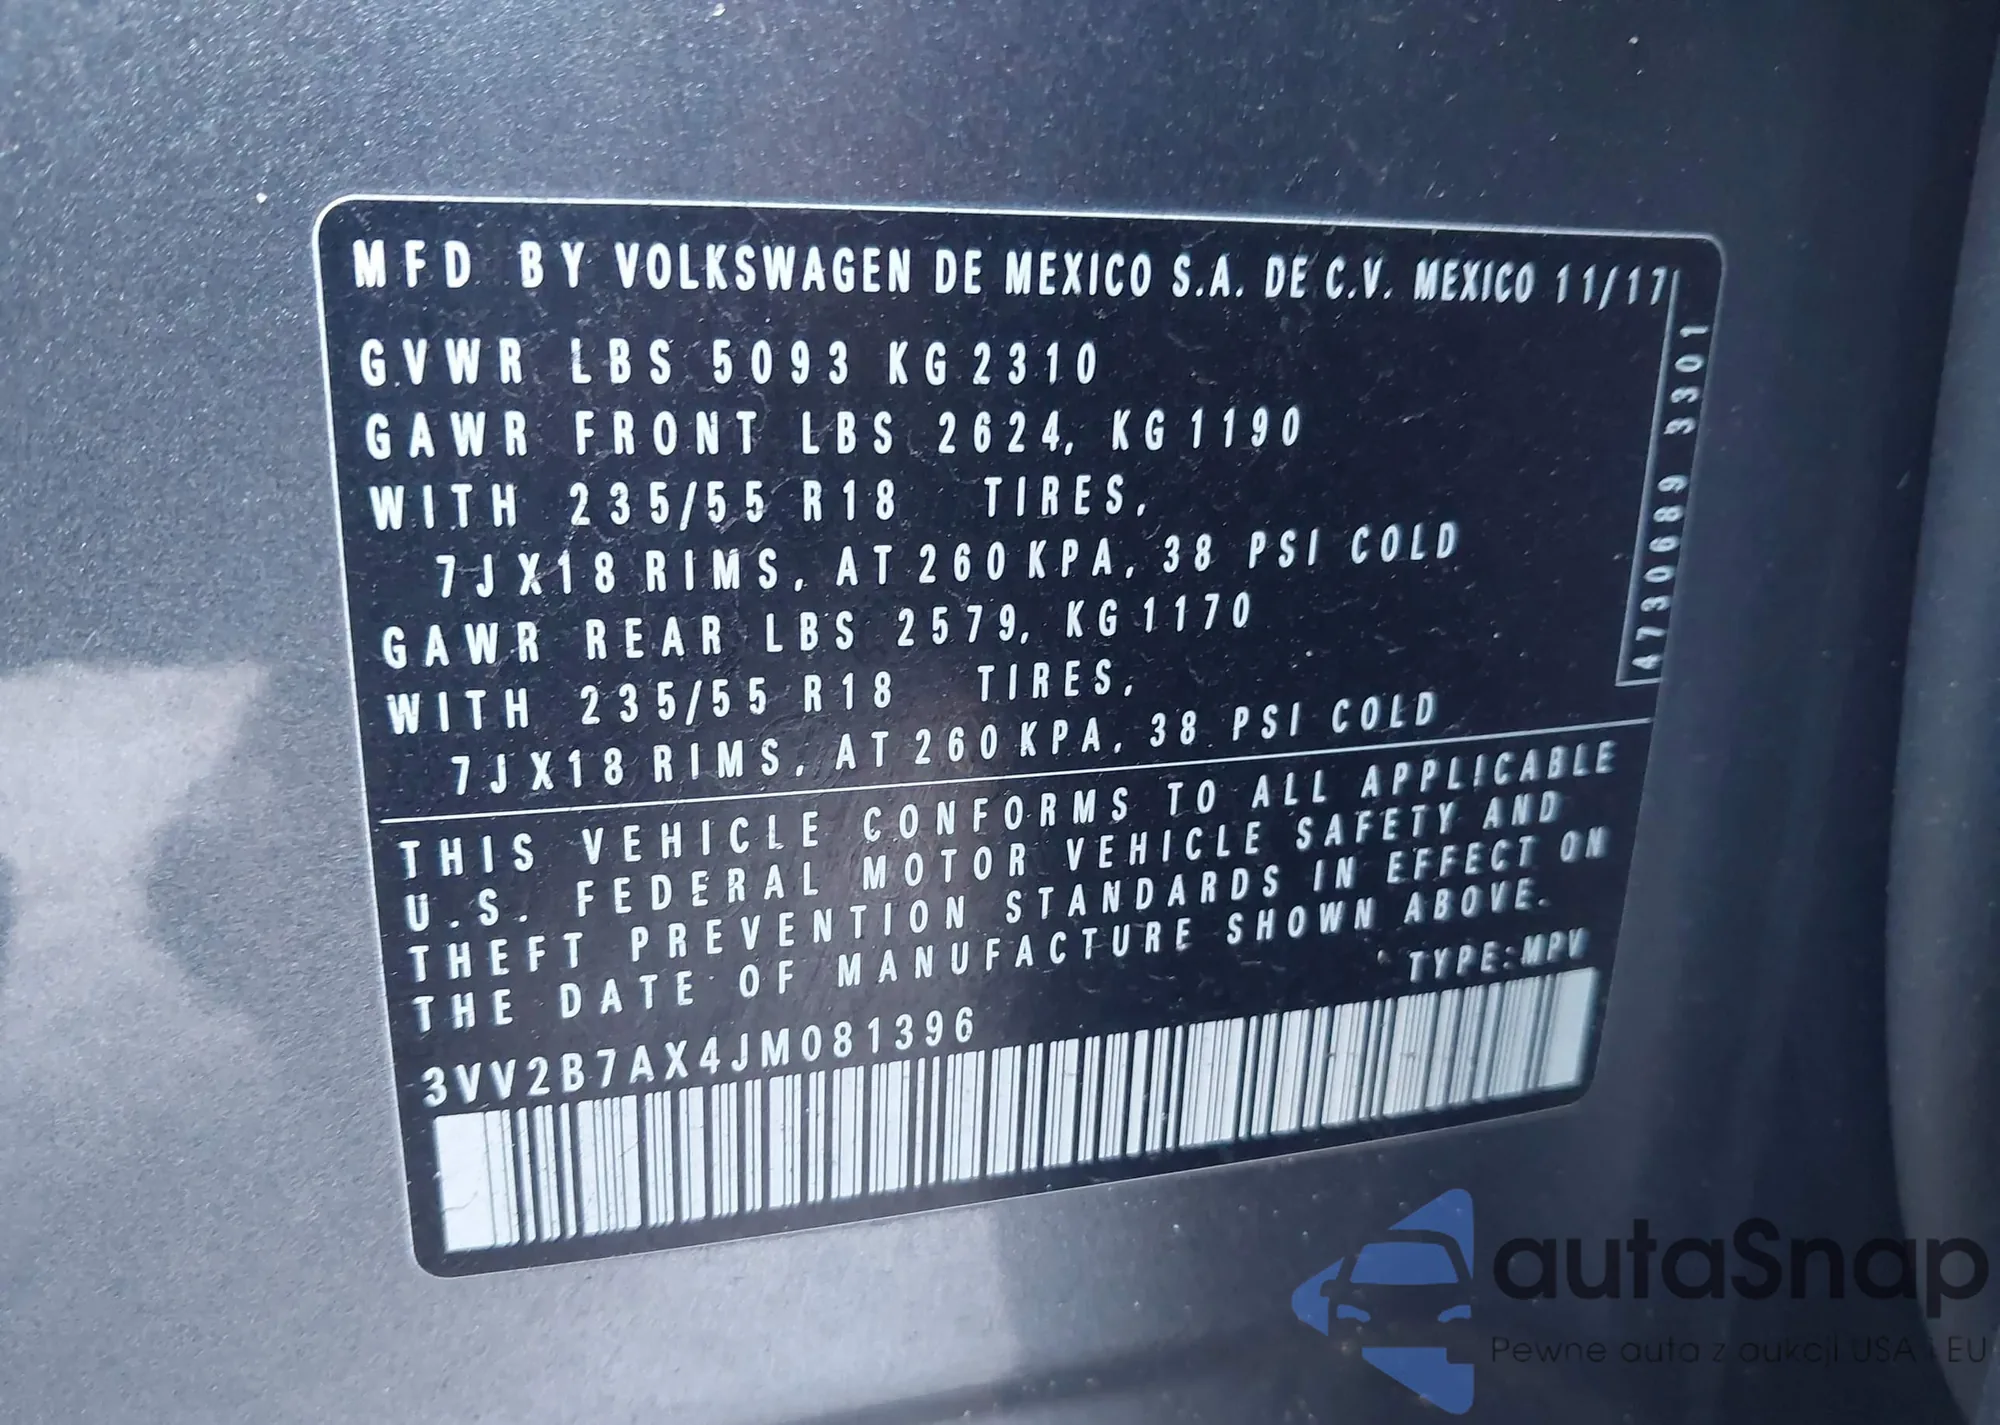 MFD BY VOLKSWAGEN DE MEXICO S.A. DE C.V. MEXICO 11/17
GVWR LBS 5093 KG 2310
GAWR FRONT LBS 2624, KG 1190
WITH 235/55 R18 TIRES,
7JX18 RIMS, AT 260 KPA, 38 PSI COLD
GAWR REAR LBS 2579, KG 1170
WITH 235/55 R18 TIRES,
7JX18 RIMS, AT 260 KPA, 38 PSI COLD
4730689 3301
THIS VEHICLE CONFORMS TO ALL APPLICABLE
U.S. FEDERAL MOTOR VEHICLE SAFETY AND
THEFT PREVENTION STANDARDS IN EFFECT ON
THE DATE OF MANUFACTURE SHOWN ABOVE.
TYPE:MPV
3VV2B7AX4JM081396
autaSnap
Pewne auta z aukcji USA i EU